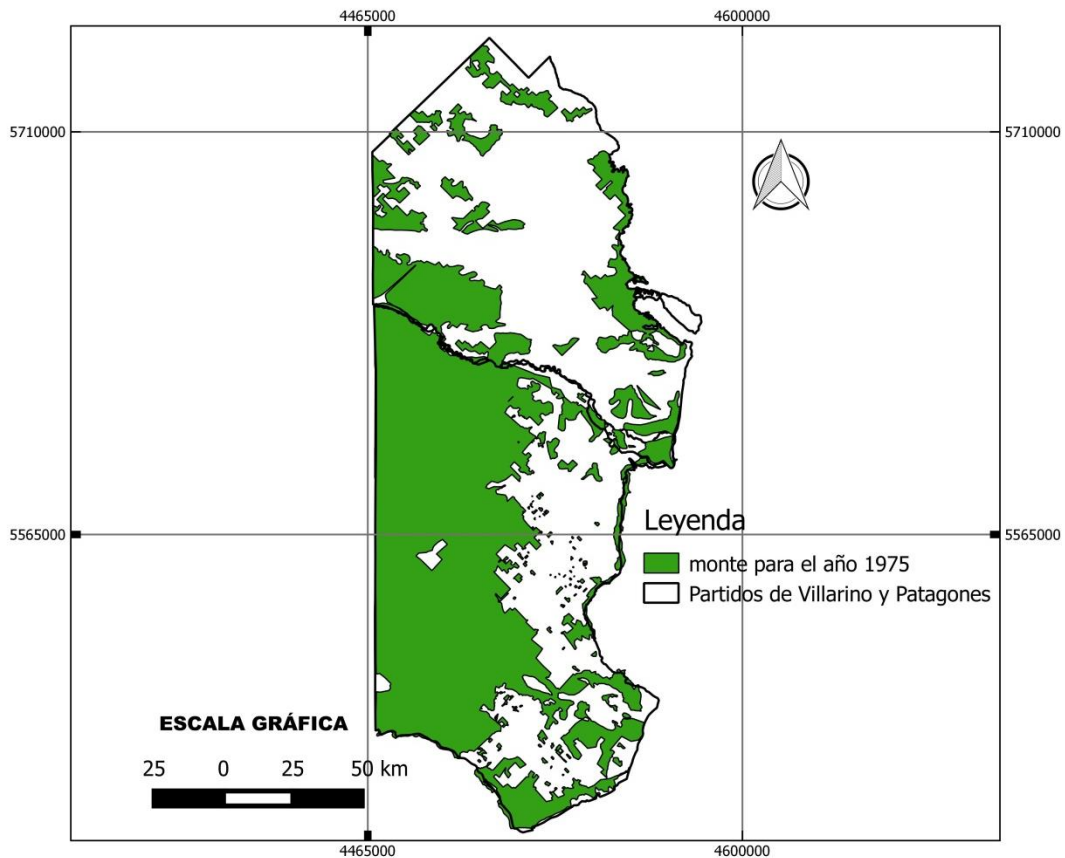 4465000 4600000
5710000 5710000
5565000 5565000
Leyenda
monte para el año 1975
Partidos de Villarino y Patagones
ESCALA GRÁFICA
25 0 25 50 km
4465000 4600000